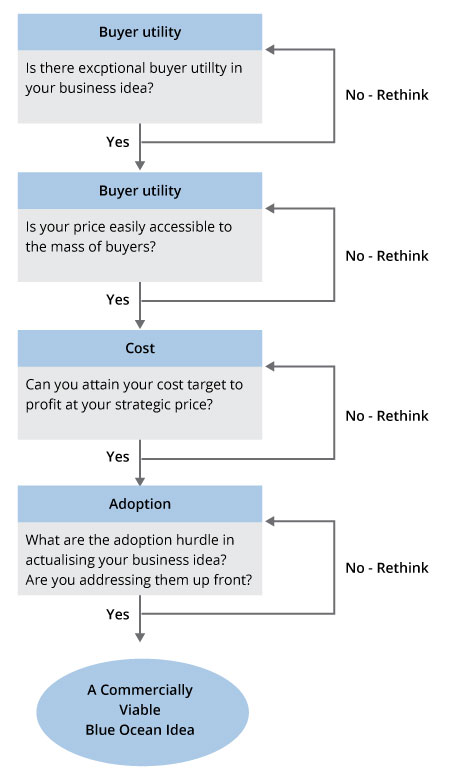 Buyer utility
Is there excptional buyer utillty in
your business idea?
No - Rethink
Yes
Buyer utility
Is your price easily accessible to
the mass of buyers?
No - Rethink
Yes
Cost
Can you attain your cost target to
profit at your strategic price?
No - Rethink
Yes
Adoption
What are the adoption hurdle in
actualising your business idea?
Are you addressing them up front?
No - Rethink
Yes
A Commercially
Viable
Blue Ocean Idea